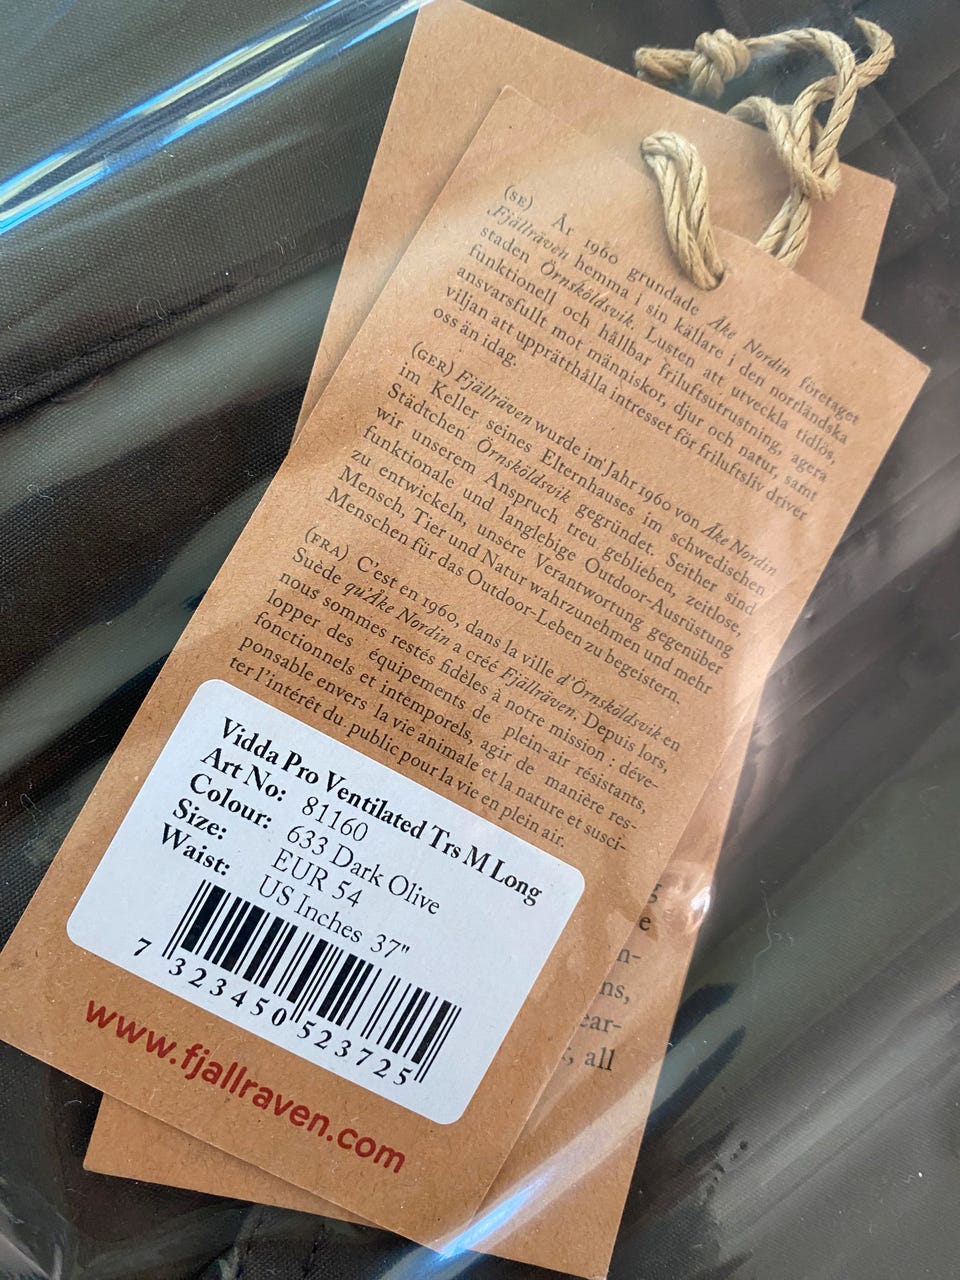 (SE) År 1960 grundade Åke Nordin företaget
Fjällräven hemma i sin källare i den norrländska
staden Örnsköldsvik. Lusten att utveckla tidlös,
funktionell och hållbar friluftsutrustning, agera
ansvarsfullt mot människor, djur och natur, samt
viljan att upprätthålla intresset för friluftsliv driver
oss än idag.
(GER) Fjällräven wurde im Jahr 1960 von Åke Nordin
im Keller seines Elternhauses im schwedischen
Städtchen Örnsköldsvik gegründet. Seither sind
wir unserem Anspruch treu geblieben, zeitlose,
funktionale und langlebige Outdoor-Ausrüstung
zu entwickeln, unsere Verantwortung gegenüber
Mensch, Tier und Natur wahrzunehmen und mehr
Menschen für das Outdoor-Leben zu begeistern.
(FRA) C'est en 1960, dans la ville d'Örnsköldsvik en
Suède qu'Åke Nordin a créé Fjällräven. Depuis lors,
nous sommes restés fidèles à notre mission : déve-
lopper des équipements de plein-air résistants,
fonctionnels et intemporels, agir de manière res-
ponsable envers la vie animale et la nature et susci-
ter l'intérêt du public pour la vie en plein air.
Vidda Pro Ventilated Trs M Long
Art No: 81160
Colour: 633 Dark Olive
Size: EUR 54
Waist: US Inches 37"
7 323450 523725
www.fjallraven.com
g
e
n-
ns,
ear-
, all